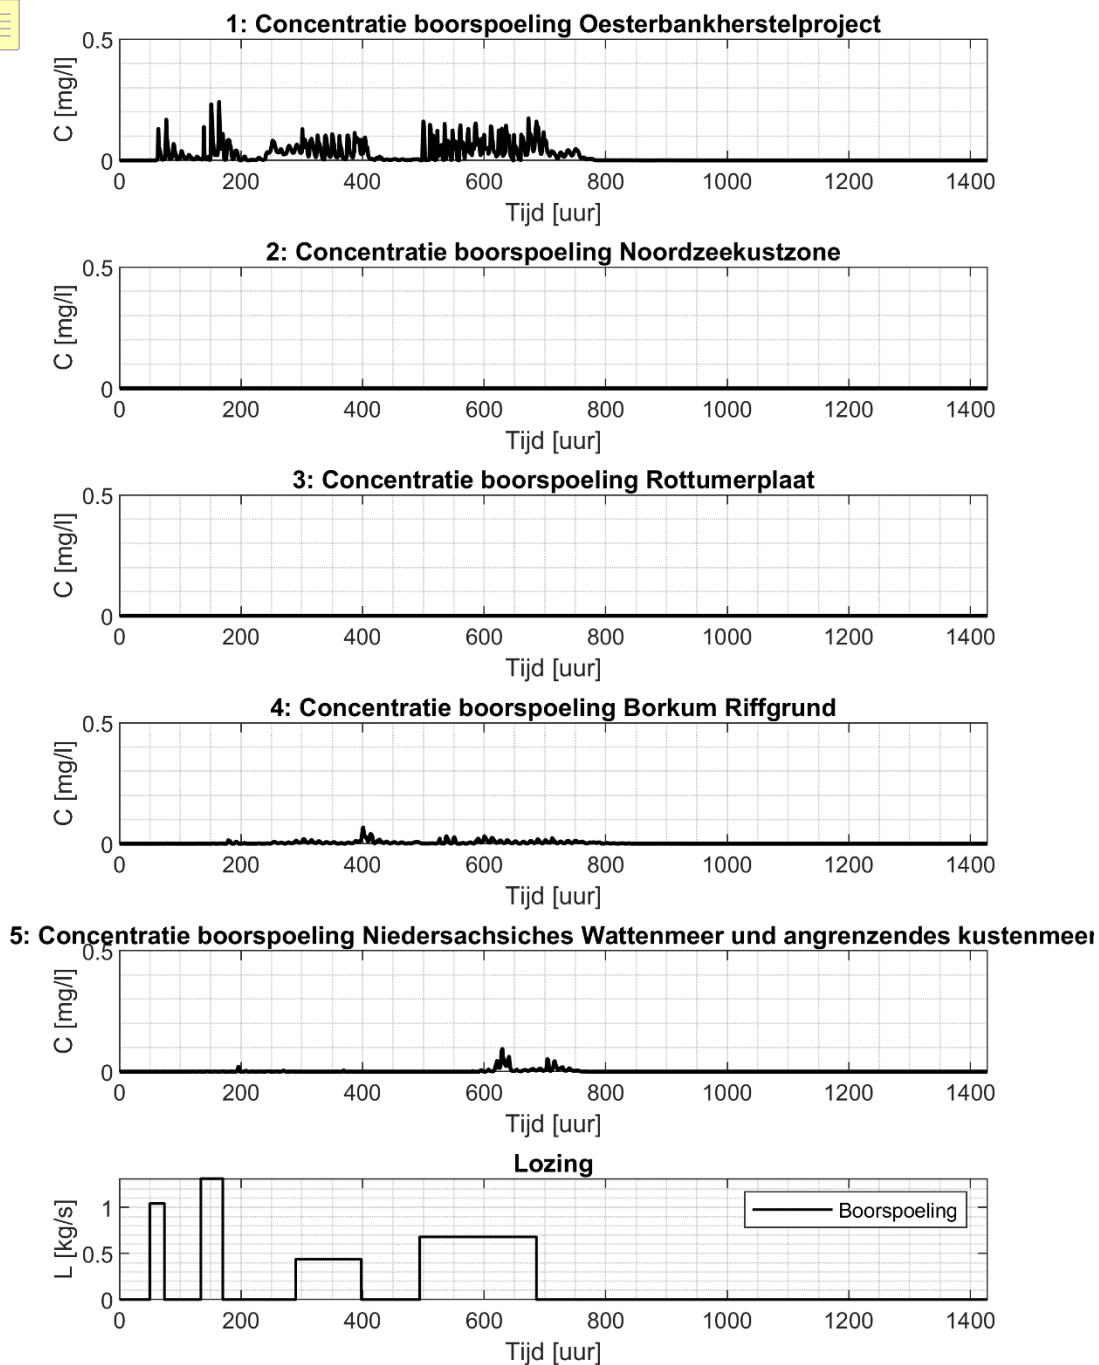 1: Concentratie boorspoeling Oesterbankherstelproject
C [mg/l]
0.5
0
0 200 400 600 800 1000 1200 1400
Tijd [uur]
2: Concentratie boorspoeling Noordzeekustzone
C [mg/l]
0.5
0
0 200 400 600 800 1000 1200 1400
Tijd [uur]
3: Concentratie boorspoeling Rottumerplaat
C [mg/l]
0.5
0
0 200 400 600 800 1000 1200 1400
Tijd [uur]
4: Concentratie boorspoeling Borkum Riffgrund
C [mg/l]
0.5
0
0 200 400 600 800 1000 1200 1400
Tijd [uur]
5: Concentratie boorspoeling Niedersachsiches Wattenmeer und angrenzendes kustenmeer
C [mg/l]
0.5
0
0 200 400 600 800 1000 1200 1400
Tijd [uur]
Lozing
L [kg/s]
1
0.5
0
Boorspoeling
0 200 400 600 800 1000 1200 1400
Tijd [uur]